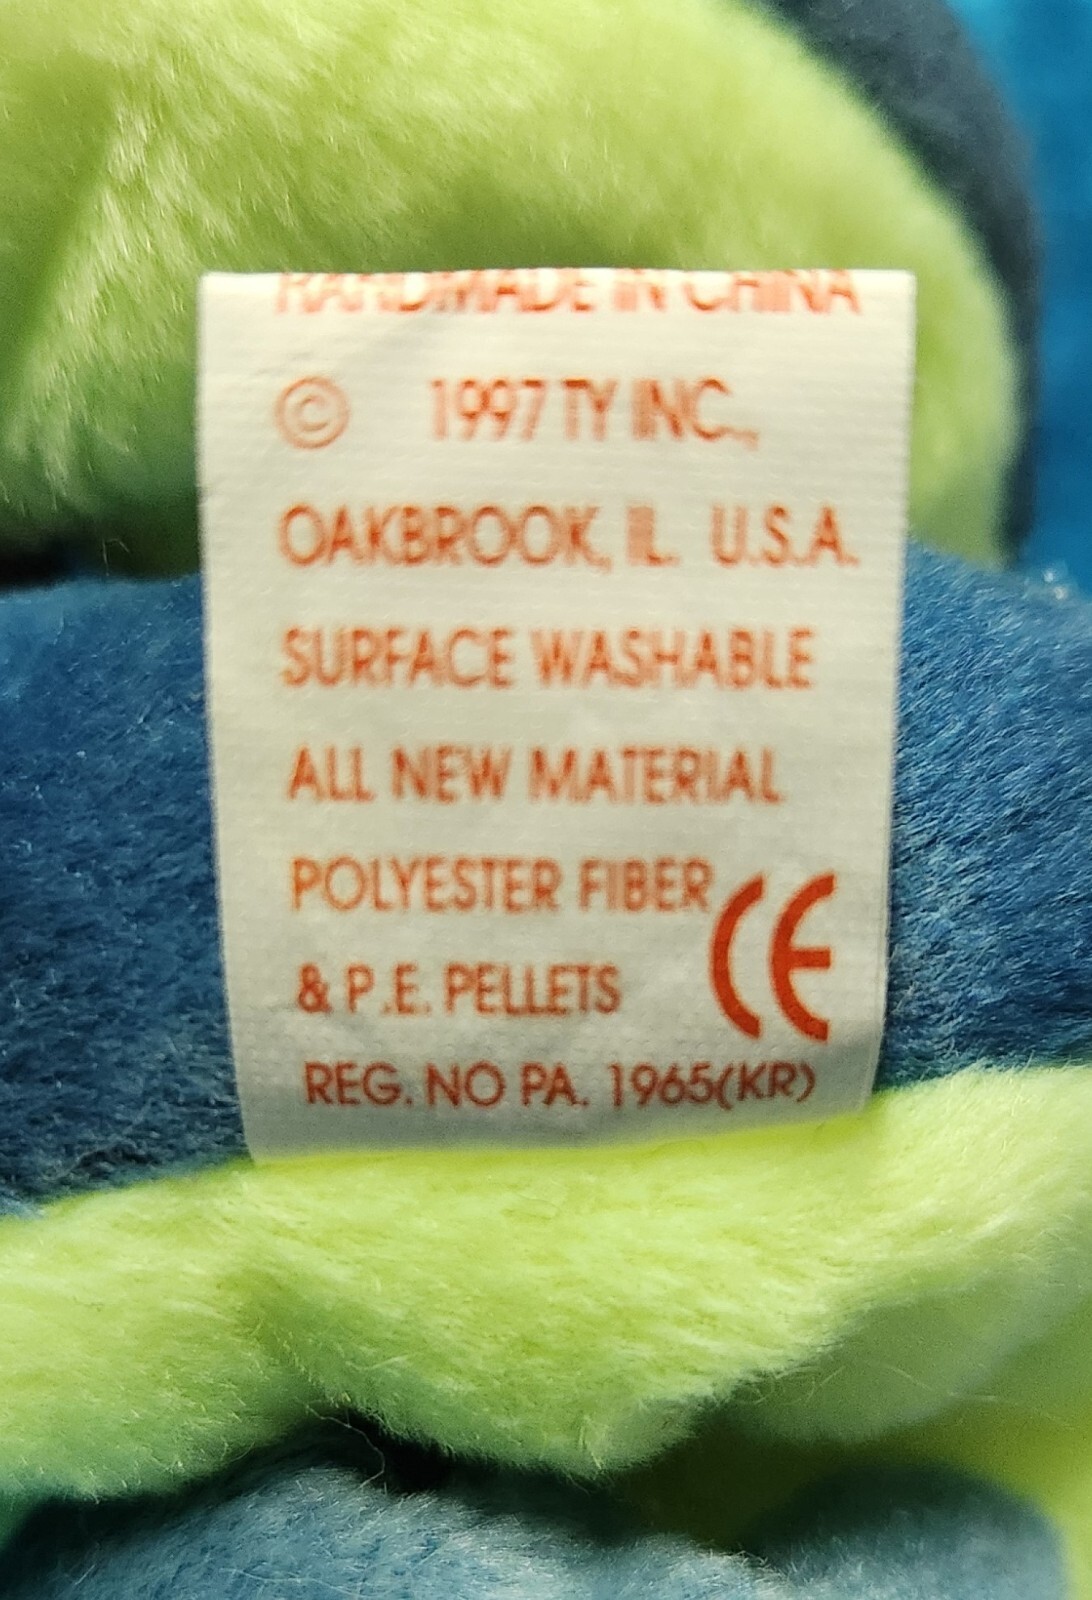 HANDMADE IN CHINA
© 1997 TY INC.,
OAKBROOK, IL. U.S.A.
SURFACE WASHABLE
ALL NEW MATERIAL
POLYESTER FIBER
& P.E. PELLETS
CE
REG. NO PA. 1965(KR)